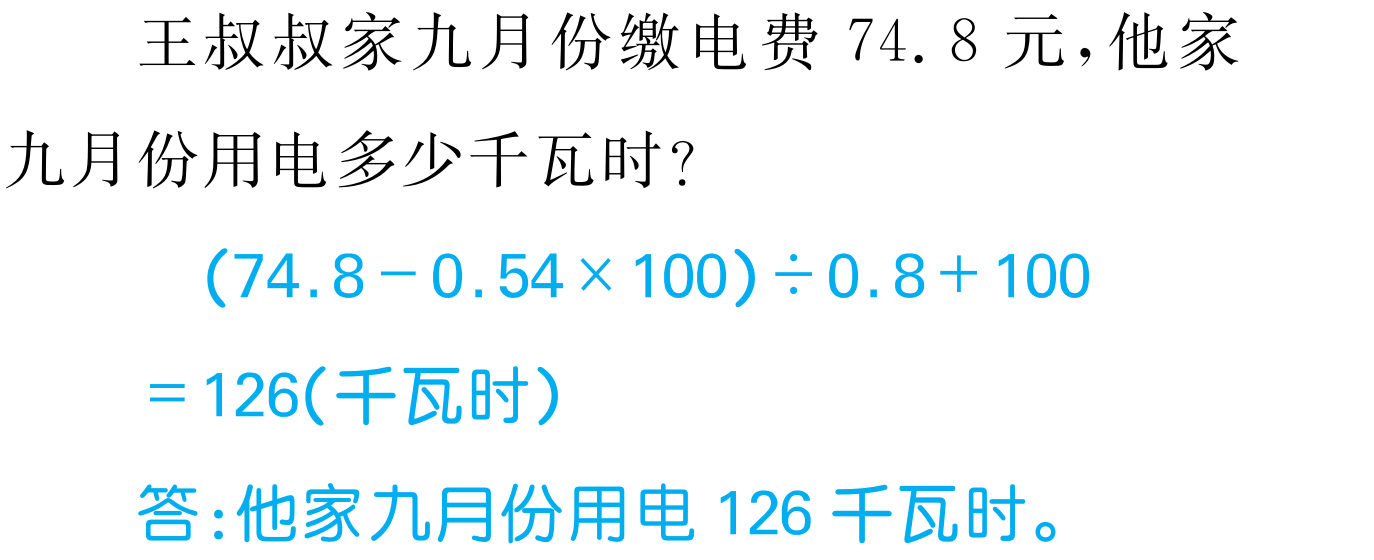 王叔叔家九月份缴电费 74.8 元,他家
九月份用电多少千瓦时?
(74.8－0.54×100)÷0.8＋100
＝126(千瓦时)
答:他家九月份用电 126 千瓦时。